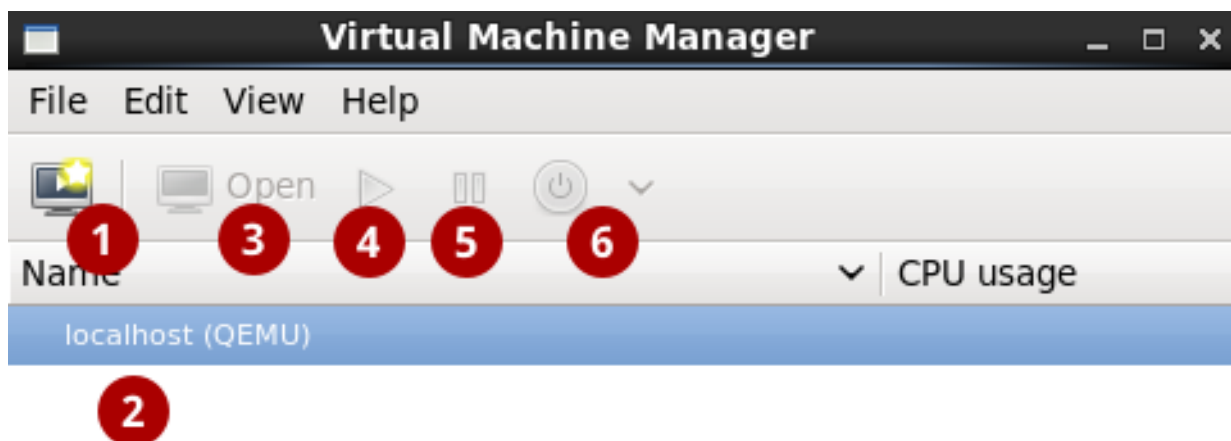 Virtual Machine Manager
File Edit View Help
Open
1 3 4 5 6
Name CPU usage
localhost (QEMU)
2